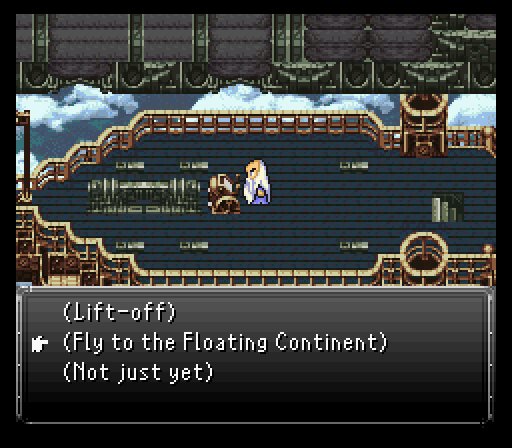 (Lift-off)
(Fly to the Floating Continent)
(Not just yet)